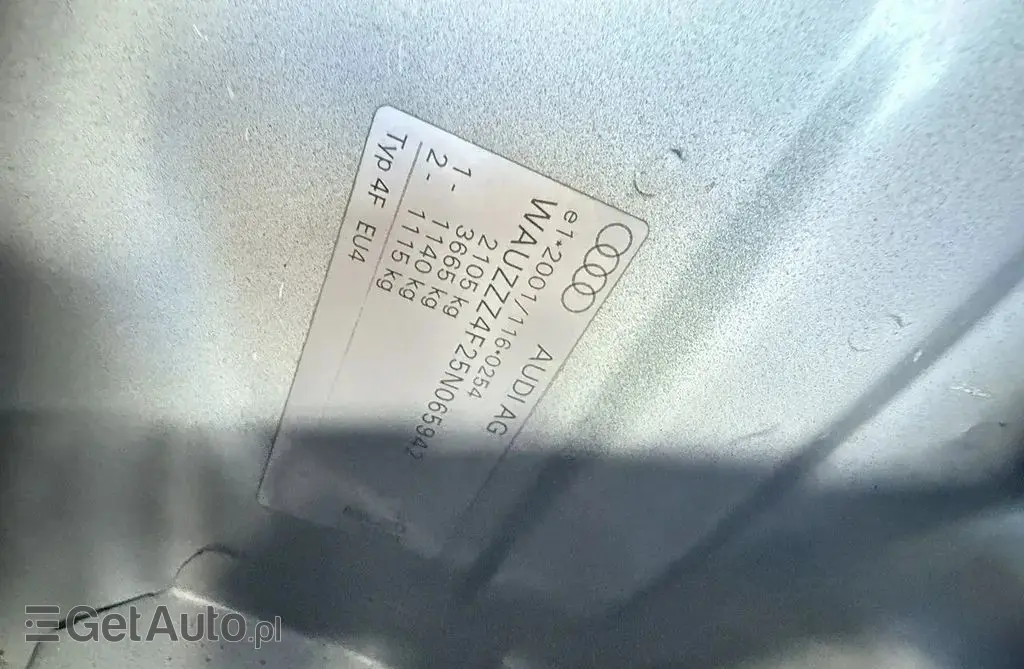 AUDI AG
e1*2001/116*0254
WAUZZZ4F25N065942
2105 kg
3665 kg
1- 1140 kg
2- 1115 kg
Typ 4F EU4
GetAuto.pl